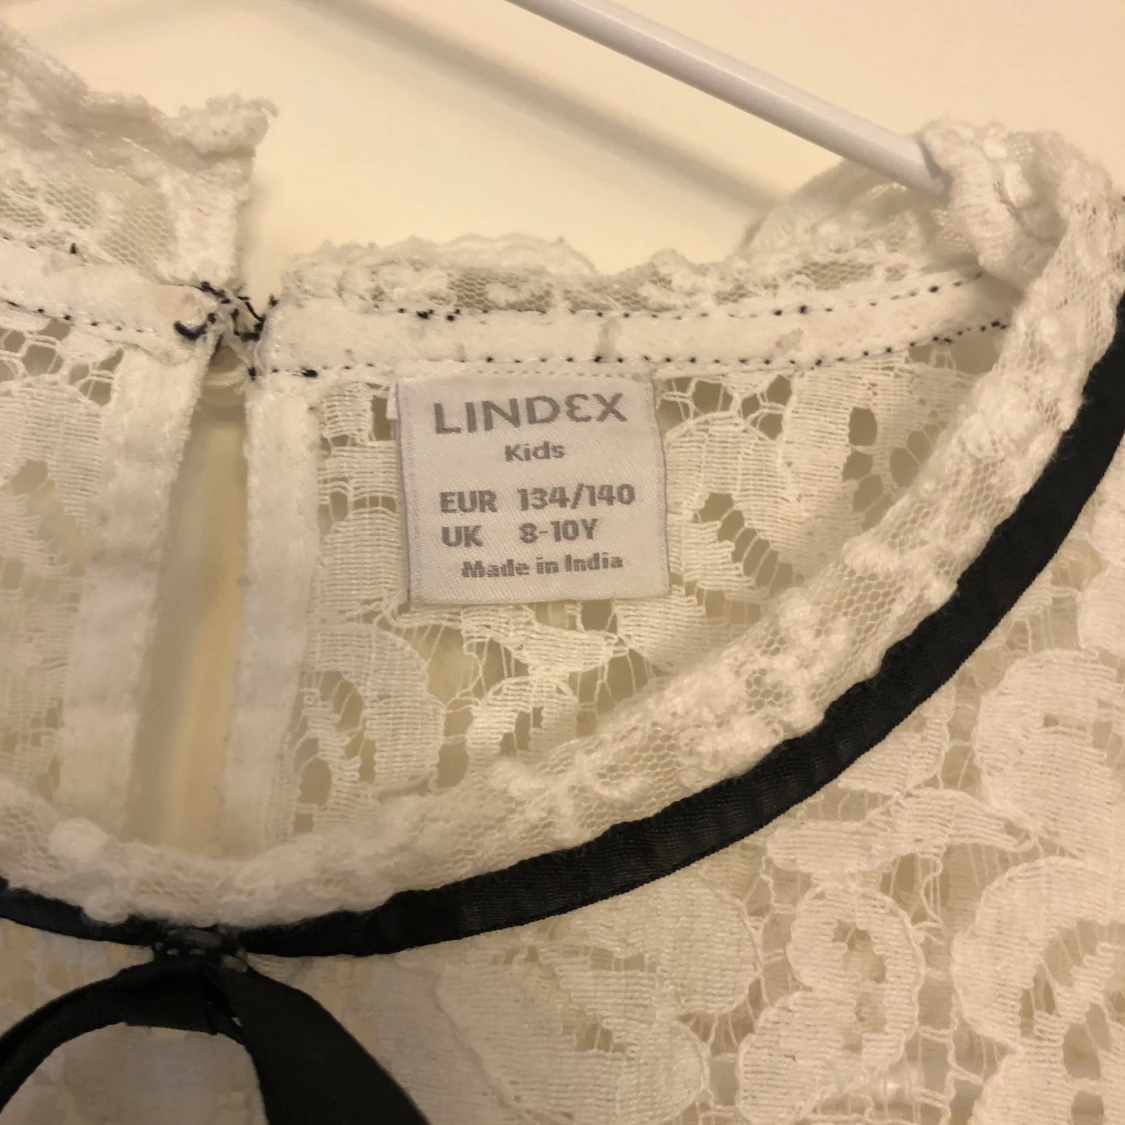 LINDEX
Kids
EUR 134/140
UK 8-10Y
Made in India